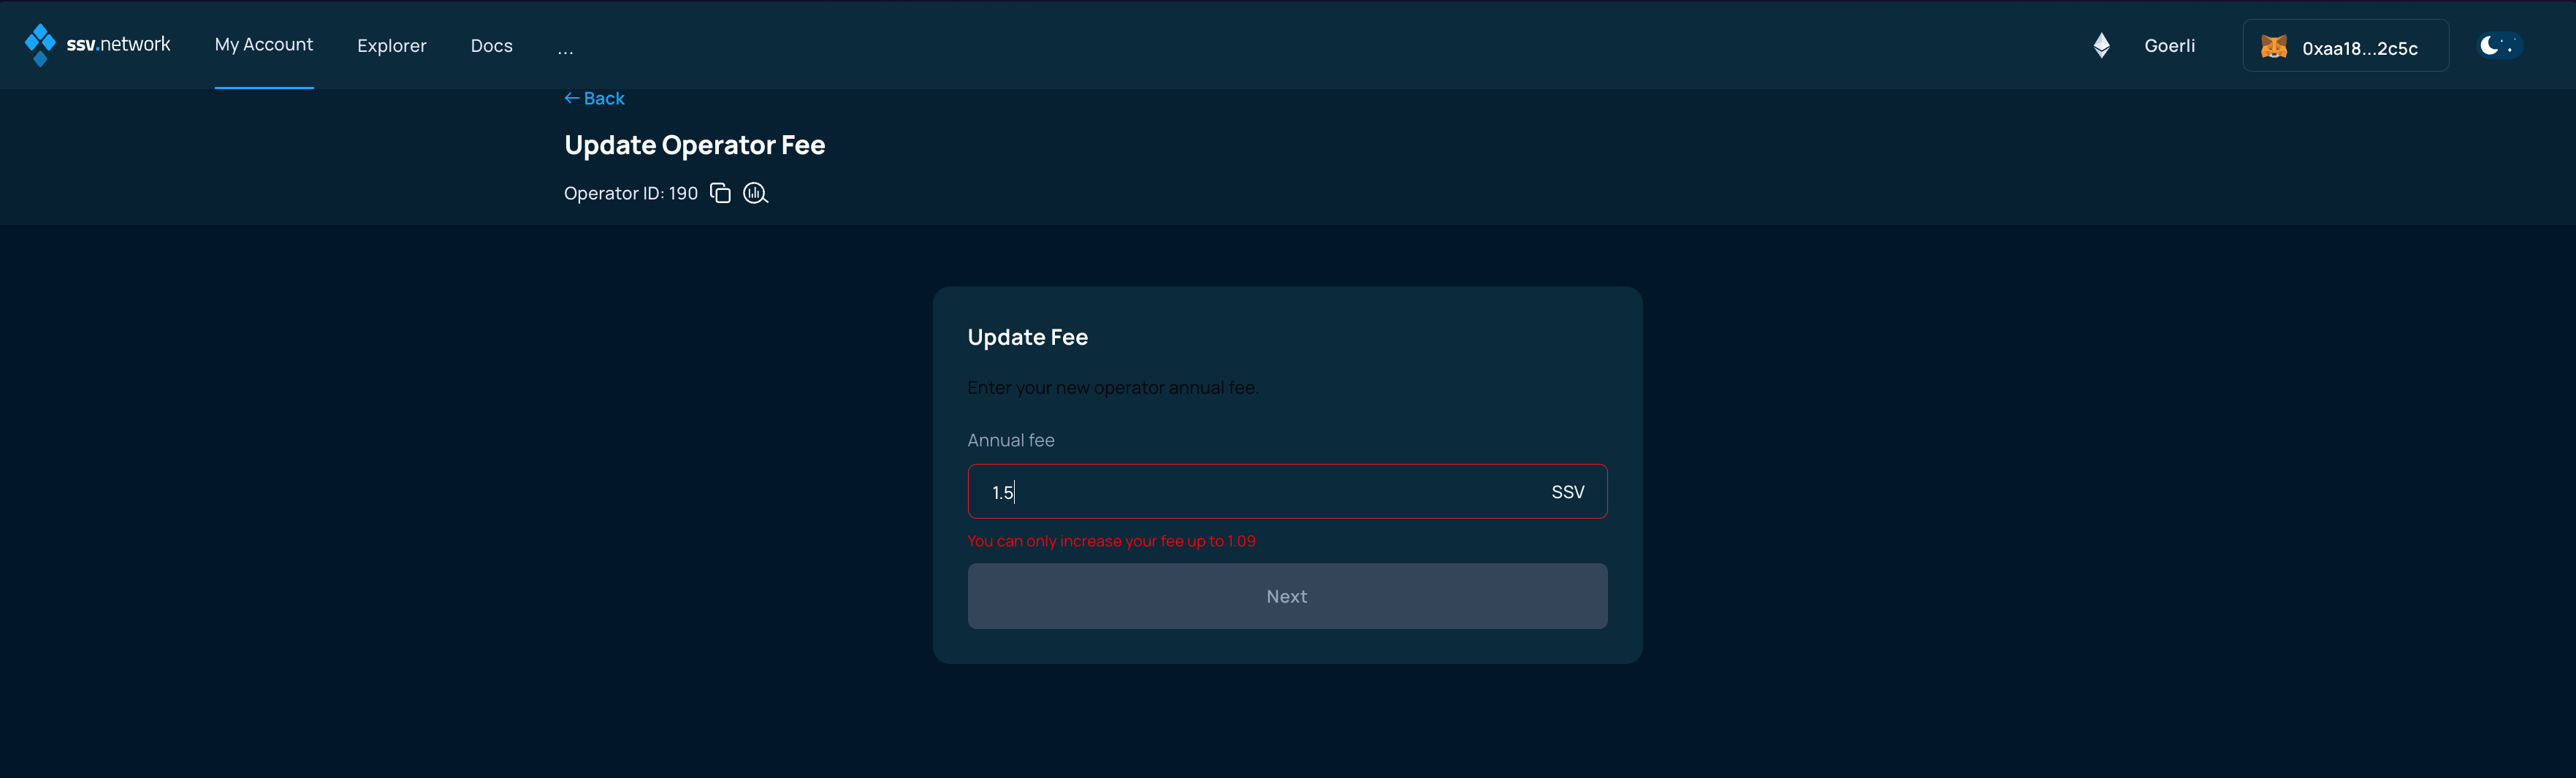 ssv.network My Account Explorer Docs ... Goerli 0xaa18...2c5c
← Back
Update Operator Fee
Operator ID: 190
Update Fee
Enter your new operator annual fee.
Annual fee
1.5 SSV
You can only increase your fee up to 1.09
Next